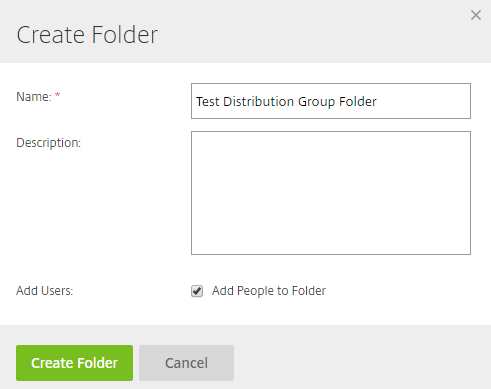 Create Folder
Name: *
Test Distribution Group Folder
Description:
Add Users:
Add People to Folder
Create Folder
Cancel